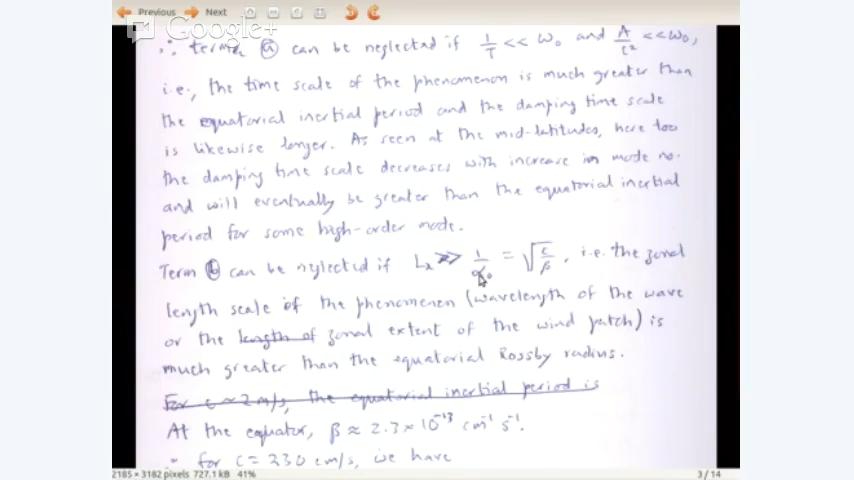 Previous Next
Google+
∴ term ⓐ can be neglected if 1/T << ω₀ and A/c² << ω₀,
i.e., the time scale of the phenomenon is much greater than
the equatorial inertial period and the damping time scale
is likewise longer. As seen at the mid-latitudes, here too
the damping time scale decreases with increase in mode no.
and will eventually be greater than the equatorial inertial
period for some high-order mode.
Term ⓑ can be neglected if Lₓ >> 1/α₀ = √(c/β), i.e. the zonal
length scale of the phenomenon (wavelength of the wave
or the length of zonal extent of the wind patch) is
much greater than the equatorial Rossby radius.
For c ≈ 2 m/s, the equatorial inertial period is
At the equator, β ≈ 2.3 × 10⁻¹³ cm⁻¹ s⁻¹.
∴ for c = 230 cm/s, we have
2185 × 3182 pixels 727.1 kB 41%
3 / 14